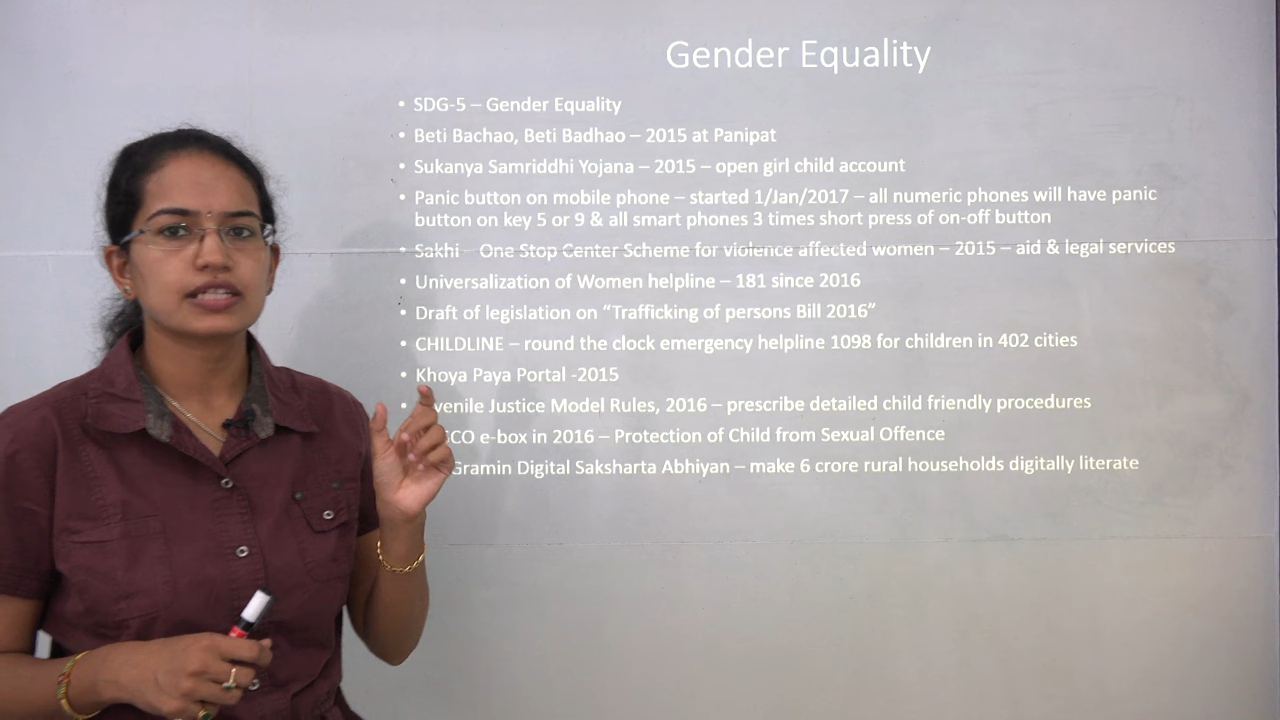 Gender Equality
• SDG-5 – Gender Equality
• Beti Bachao, Beti Badhao – 2015 at Panipat
• Sukanya Samriddhi Yojana – 2015 – open girl child account
• Panic button on mobile phone – started 1/Jan/2017 – all numeric phones will have panic
button on key 5 or 9 & all smart phones 3 times short press of on-off button
• Sakhi – One Stop Center Scheme for violence affected women – 2015 – aid & legal services
• Universalization of Women helpline – 181 since 2016
• Draft of legislation on “Trafficking of persons Bill 2016”
• CHILDLINE – round the clock emergency helpline 1098 for children in 402 cities
• Khoya Paya Portal -2015
• Justice Model Rules, 2016 – prescribe detailed child friendly procedures
e-box in 2016 – Protection of Child from Sexual Offence
Gramin Digital Saksharta Abhiyan – make 6 crore rural households digitally literate